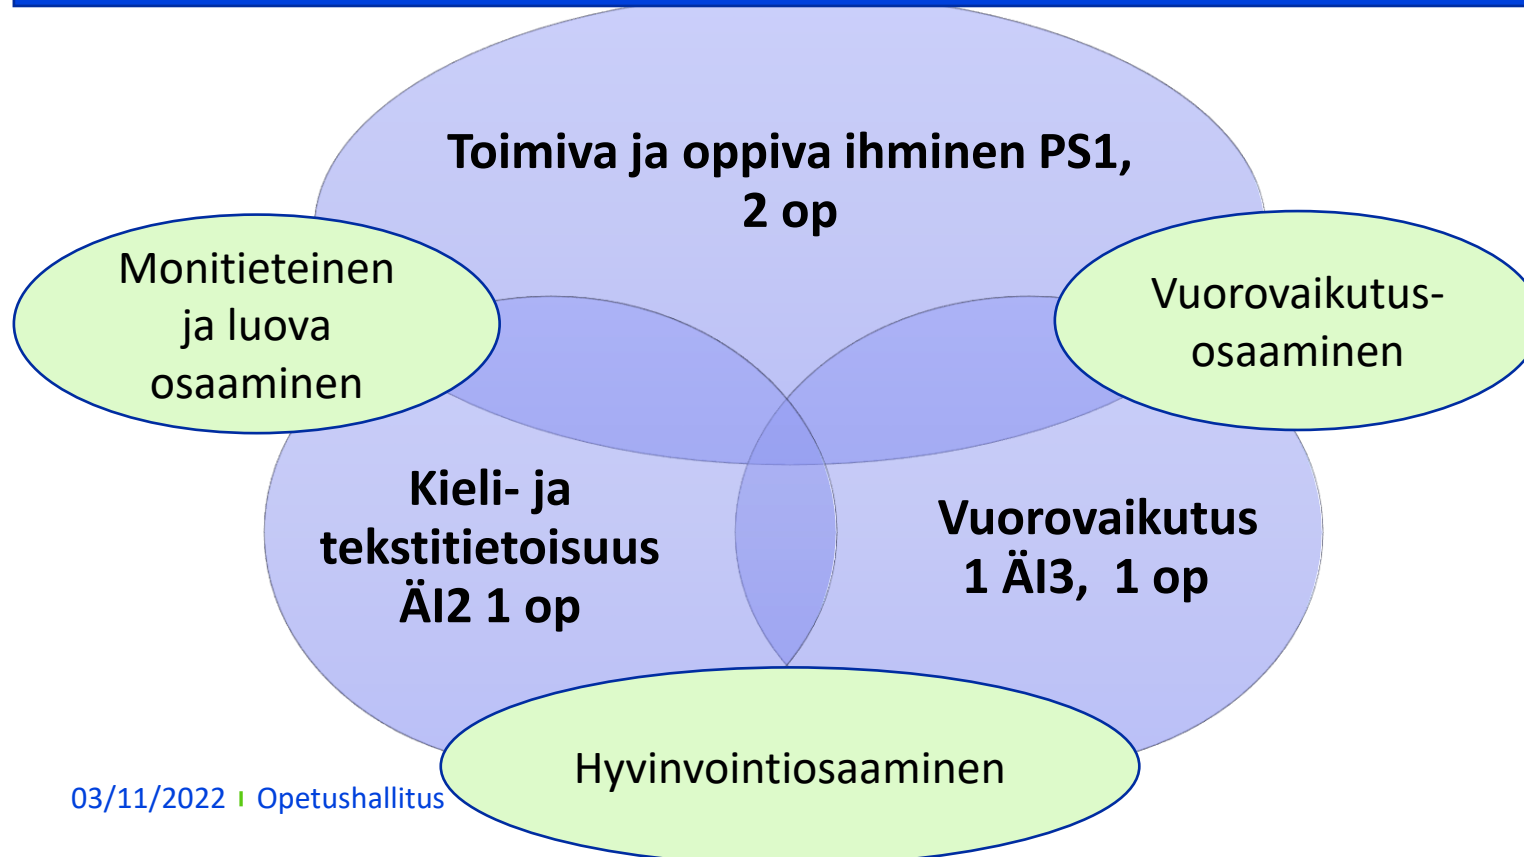 Toimiva ja oppiva ihminen PS1,
2 op
Monitieteinen
ja luova
osaaminen
Vuorovaikutus-
osaaminen
Kieli- ja
tekstitietoisuus
ÄI2 1 op
Vuorovaikutus
1 ÄI3, 1 op
Hyvinvointiosaaminen
03/11/2022 Opetushallitus